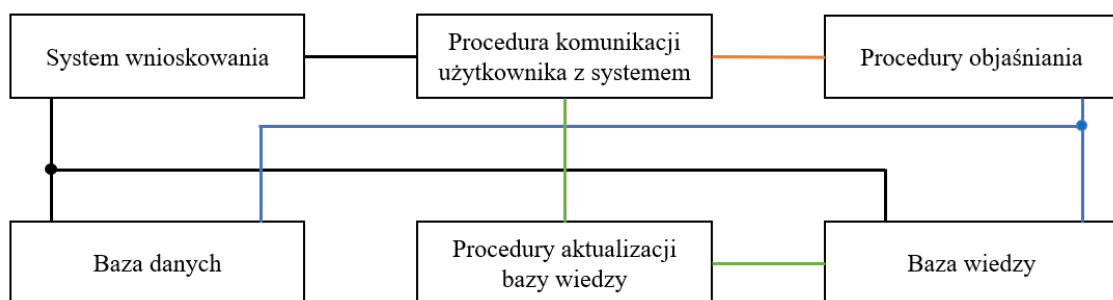 System wnioskowania
Procedura komunikacji
użytkownika z systemem
Procedury objaśniania
Baza danych
Procedury aktualizacji
bazy wiedzy
Baza wiedzy